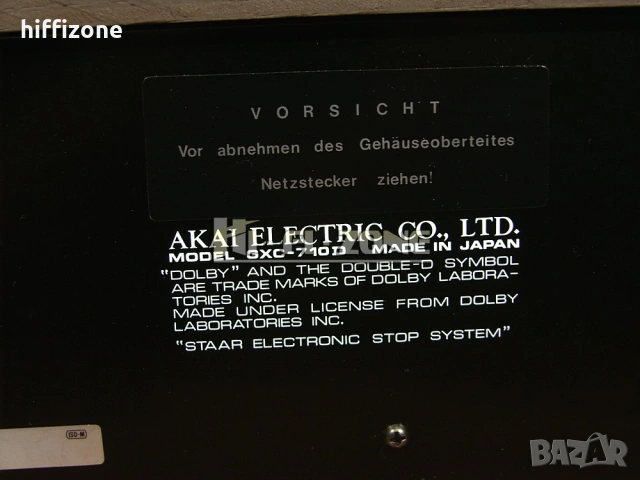 hiffizone
VORSICHT
Vor abnehmen des Gehäuseoberteites
Netzstecker ziehen!
AKAI ELECTRIC CO., LTD.
MODEL GXC-710D MADE IN JAPAN
"DOLBY" AND THE DOUBLE-D SYMBOL
ARE TRADE MARKS OF DOLBY LABORA-
TORIES INC.
MADE UNDER LICENSE FROM DOLBY
LABORATORIES INC.
"STAAR ELECTRONIC STOP SYSTEM"
BAZAR